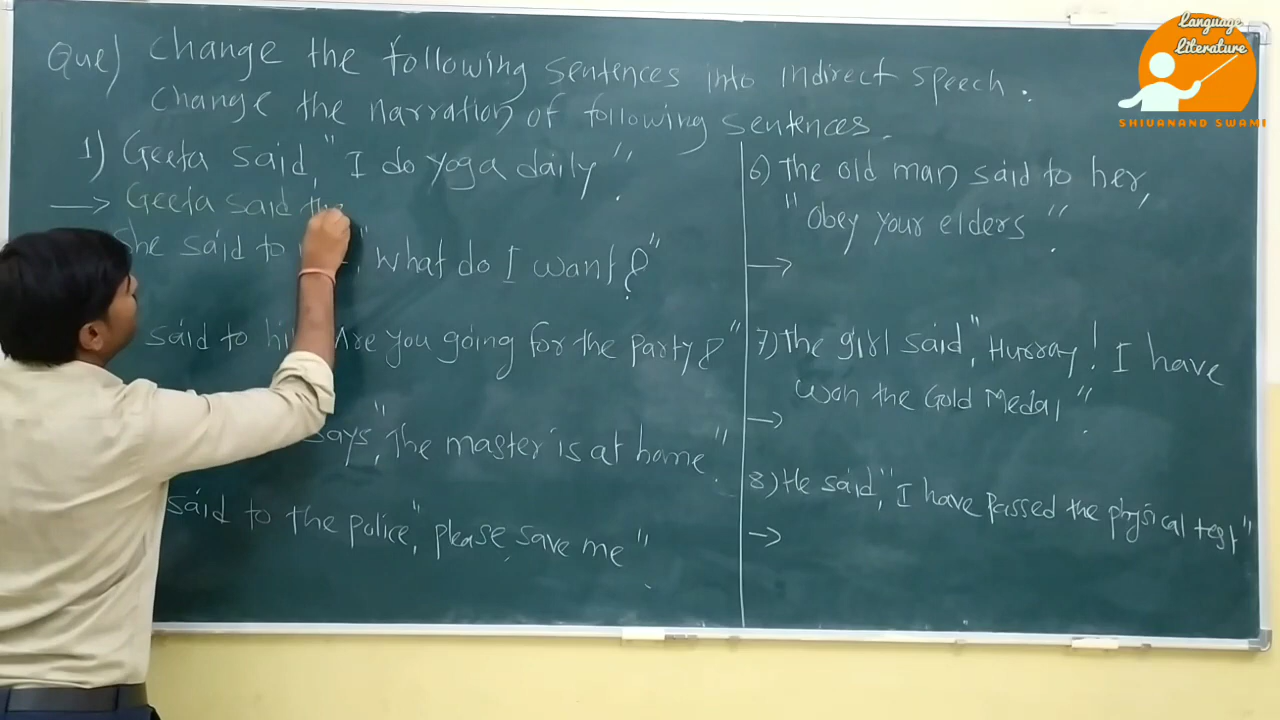 Que) Change the following sentences into indirect speech.
Change the narration of following sentences.
1) Geeta said, "I do yoga daily".
→ Geeta said
She said to , "What do I want?"
said to Are you going for the party?"
says, "The master is at home".
said to the police, "please, save me".
6) The old man said to her,
"Obey your elders".
→
7) The girl said, "Hurray! I have
won the Gold Medal".
→
8) He said, "I have passed the physical test"
→
Language
Literature
SHIVANAND SWAMI